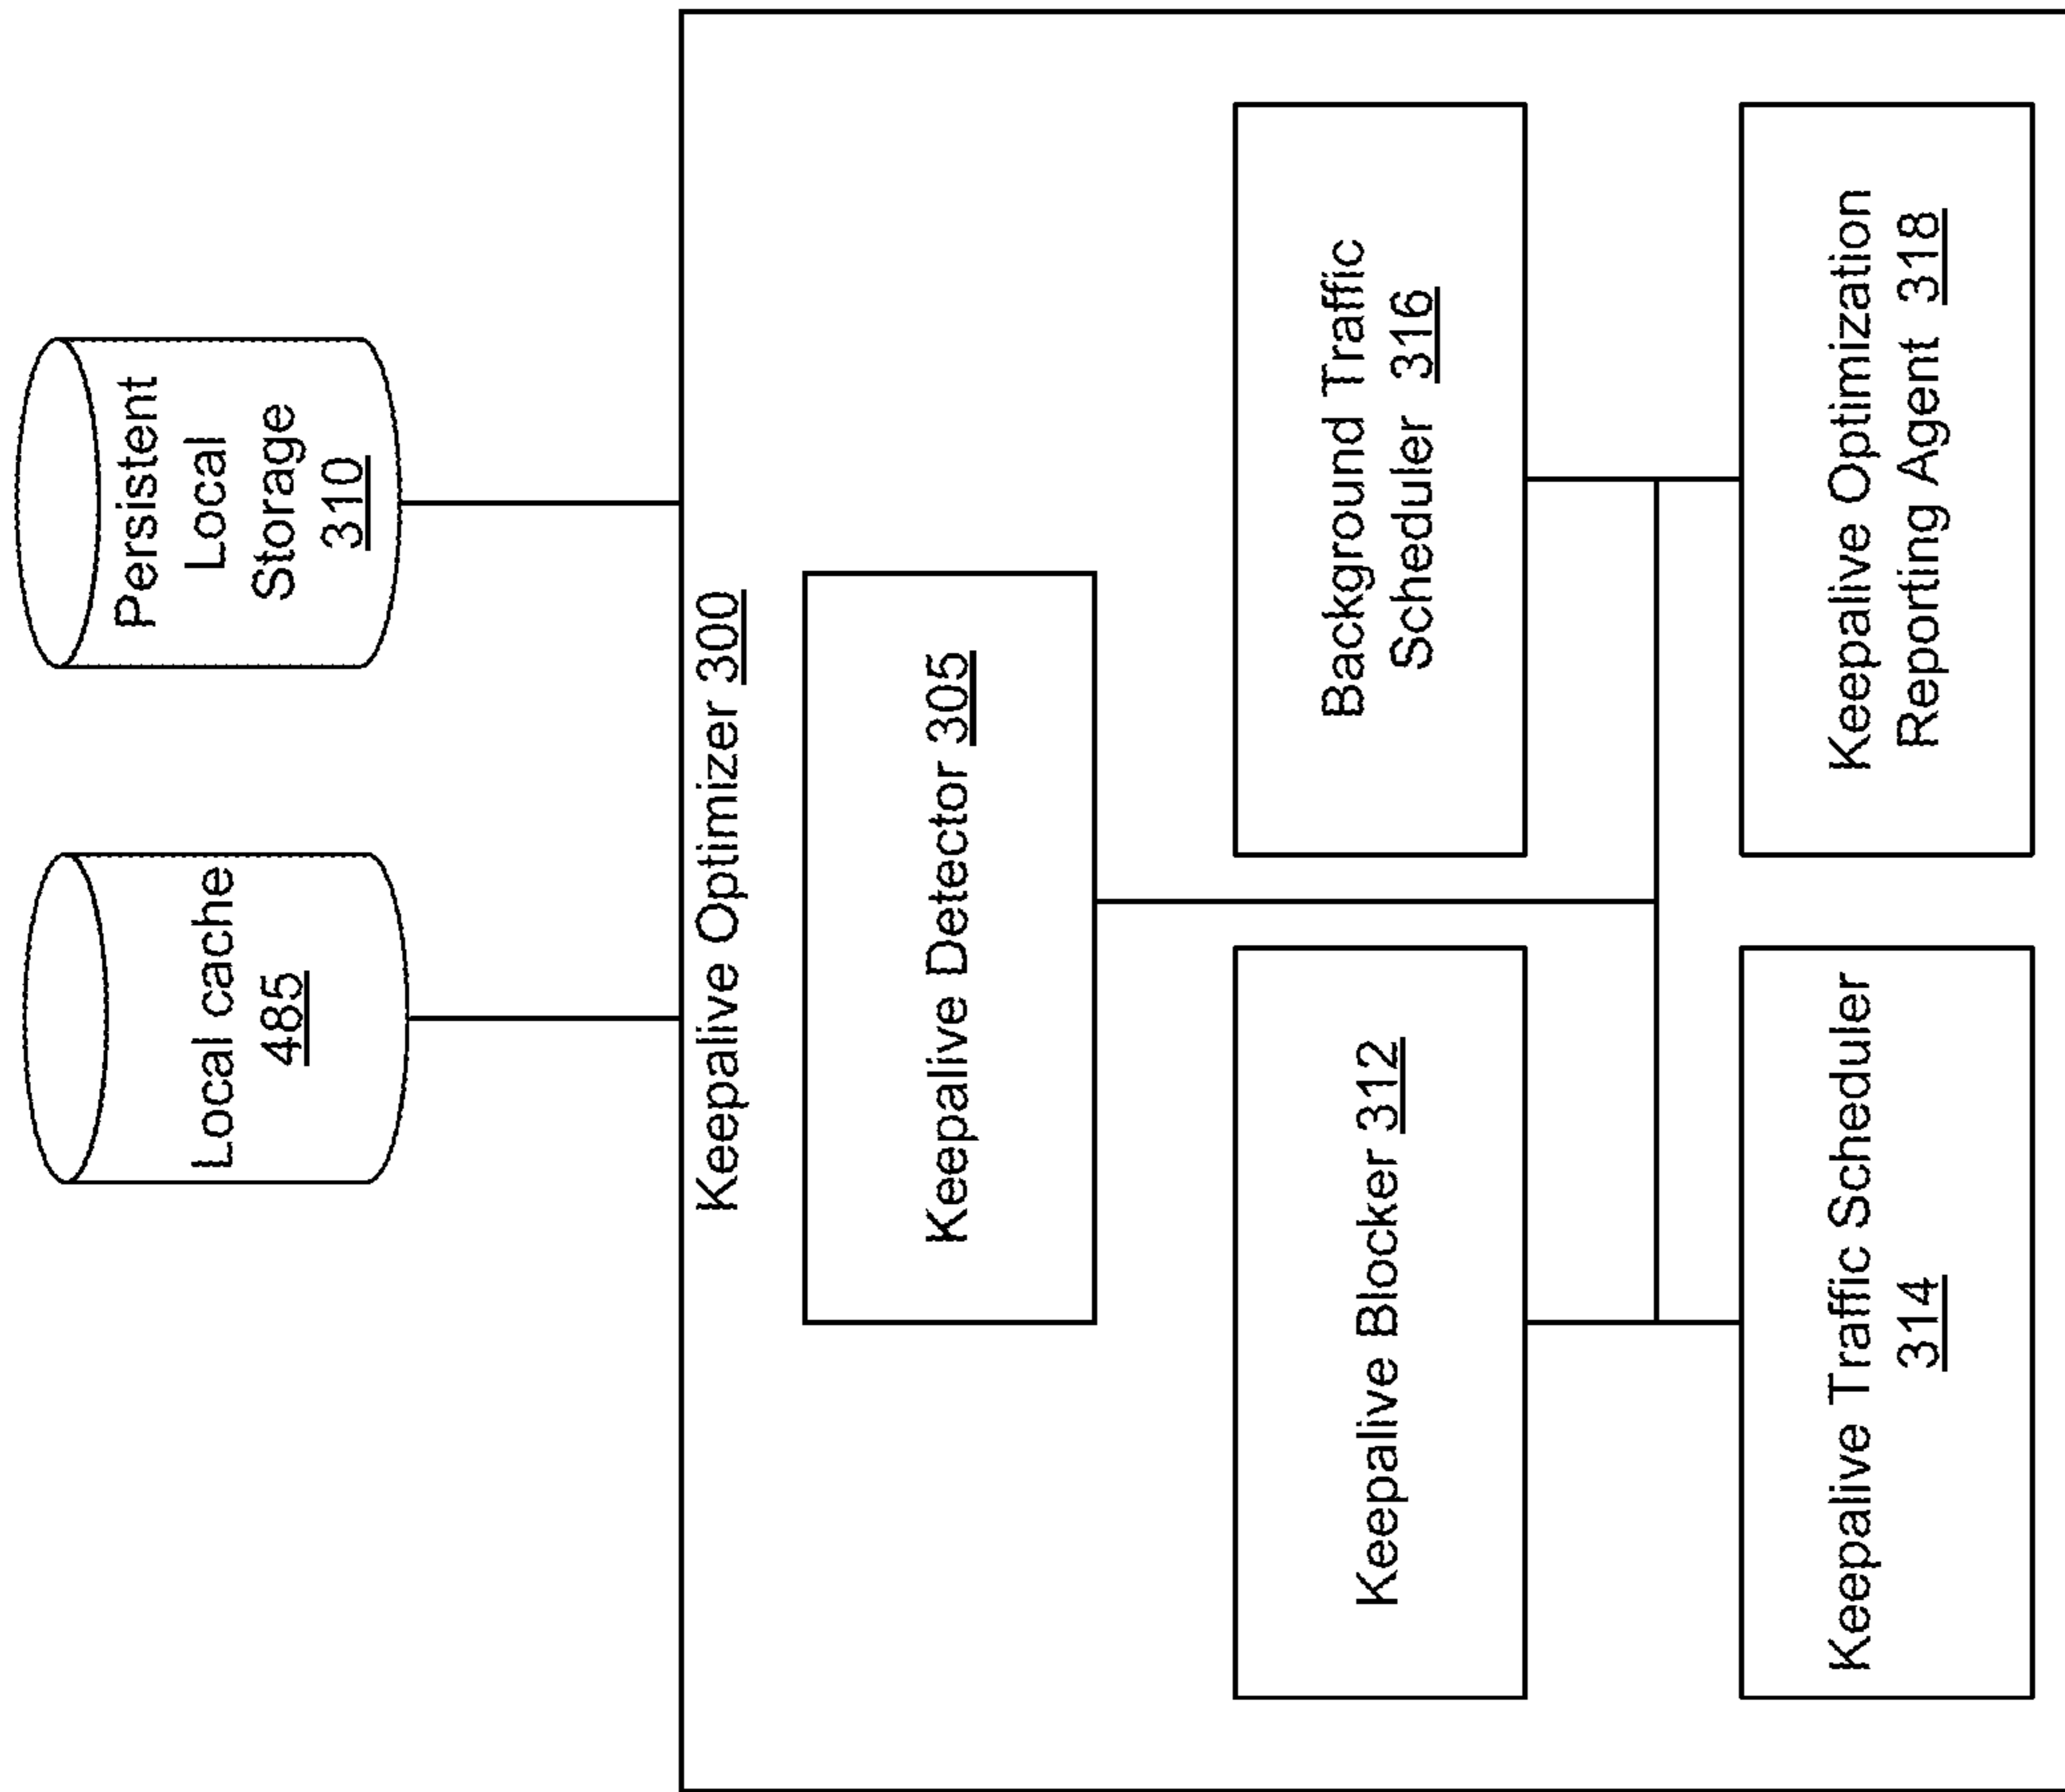 Local cache
485
Persistent
Local
Storage
310
Keepalive Optimizer 300
Keepalive Detector 305
Keepalive Blocker 312
Background Traffic
Scheduler 316
Keepalive Traffic Scheduler
314
Keepalive Optimization
Reporting Agent 318